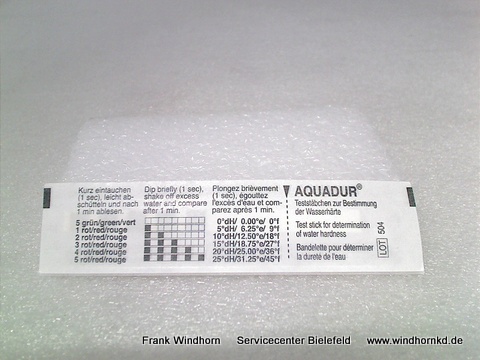 Kurz eintauchen
(1 sec), leicht ab-
schütteln und nach
1 min ablesen.
Dip briefly (1 sec),
shake off excess
water and compare
after 1 min.
Plongez brièvement
(1 sec), égoutez
l'excès d'eau et com-
parez après 1 min.
5 grün/green/vert 0°dH/ 0.00°e/ 0°f
1 rot/red/rouge 5°dH/ 6.25°e/ 9°f
2 rot/red/rouge 10°dH/12.50°e/18°f
3 rot/red/rouge 15°dH/18.75°e/27°f
4 rot/red/rouge 20°dH/25.00°e/36°f
5 rot/red/rouge 25°dH/31.25°e/45°f
AQUADUR®
Teststäbchen zur Bestimmung
der Wasserhärte
Test stick for determination
of water hardness
Bandelette pour déterminer
la dureté de l'eau
LOT 504
Frank Windhorn Servicecenter Bielefeld www.windhornkd.de